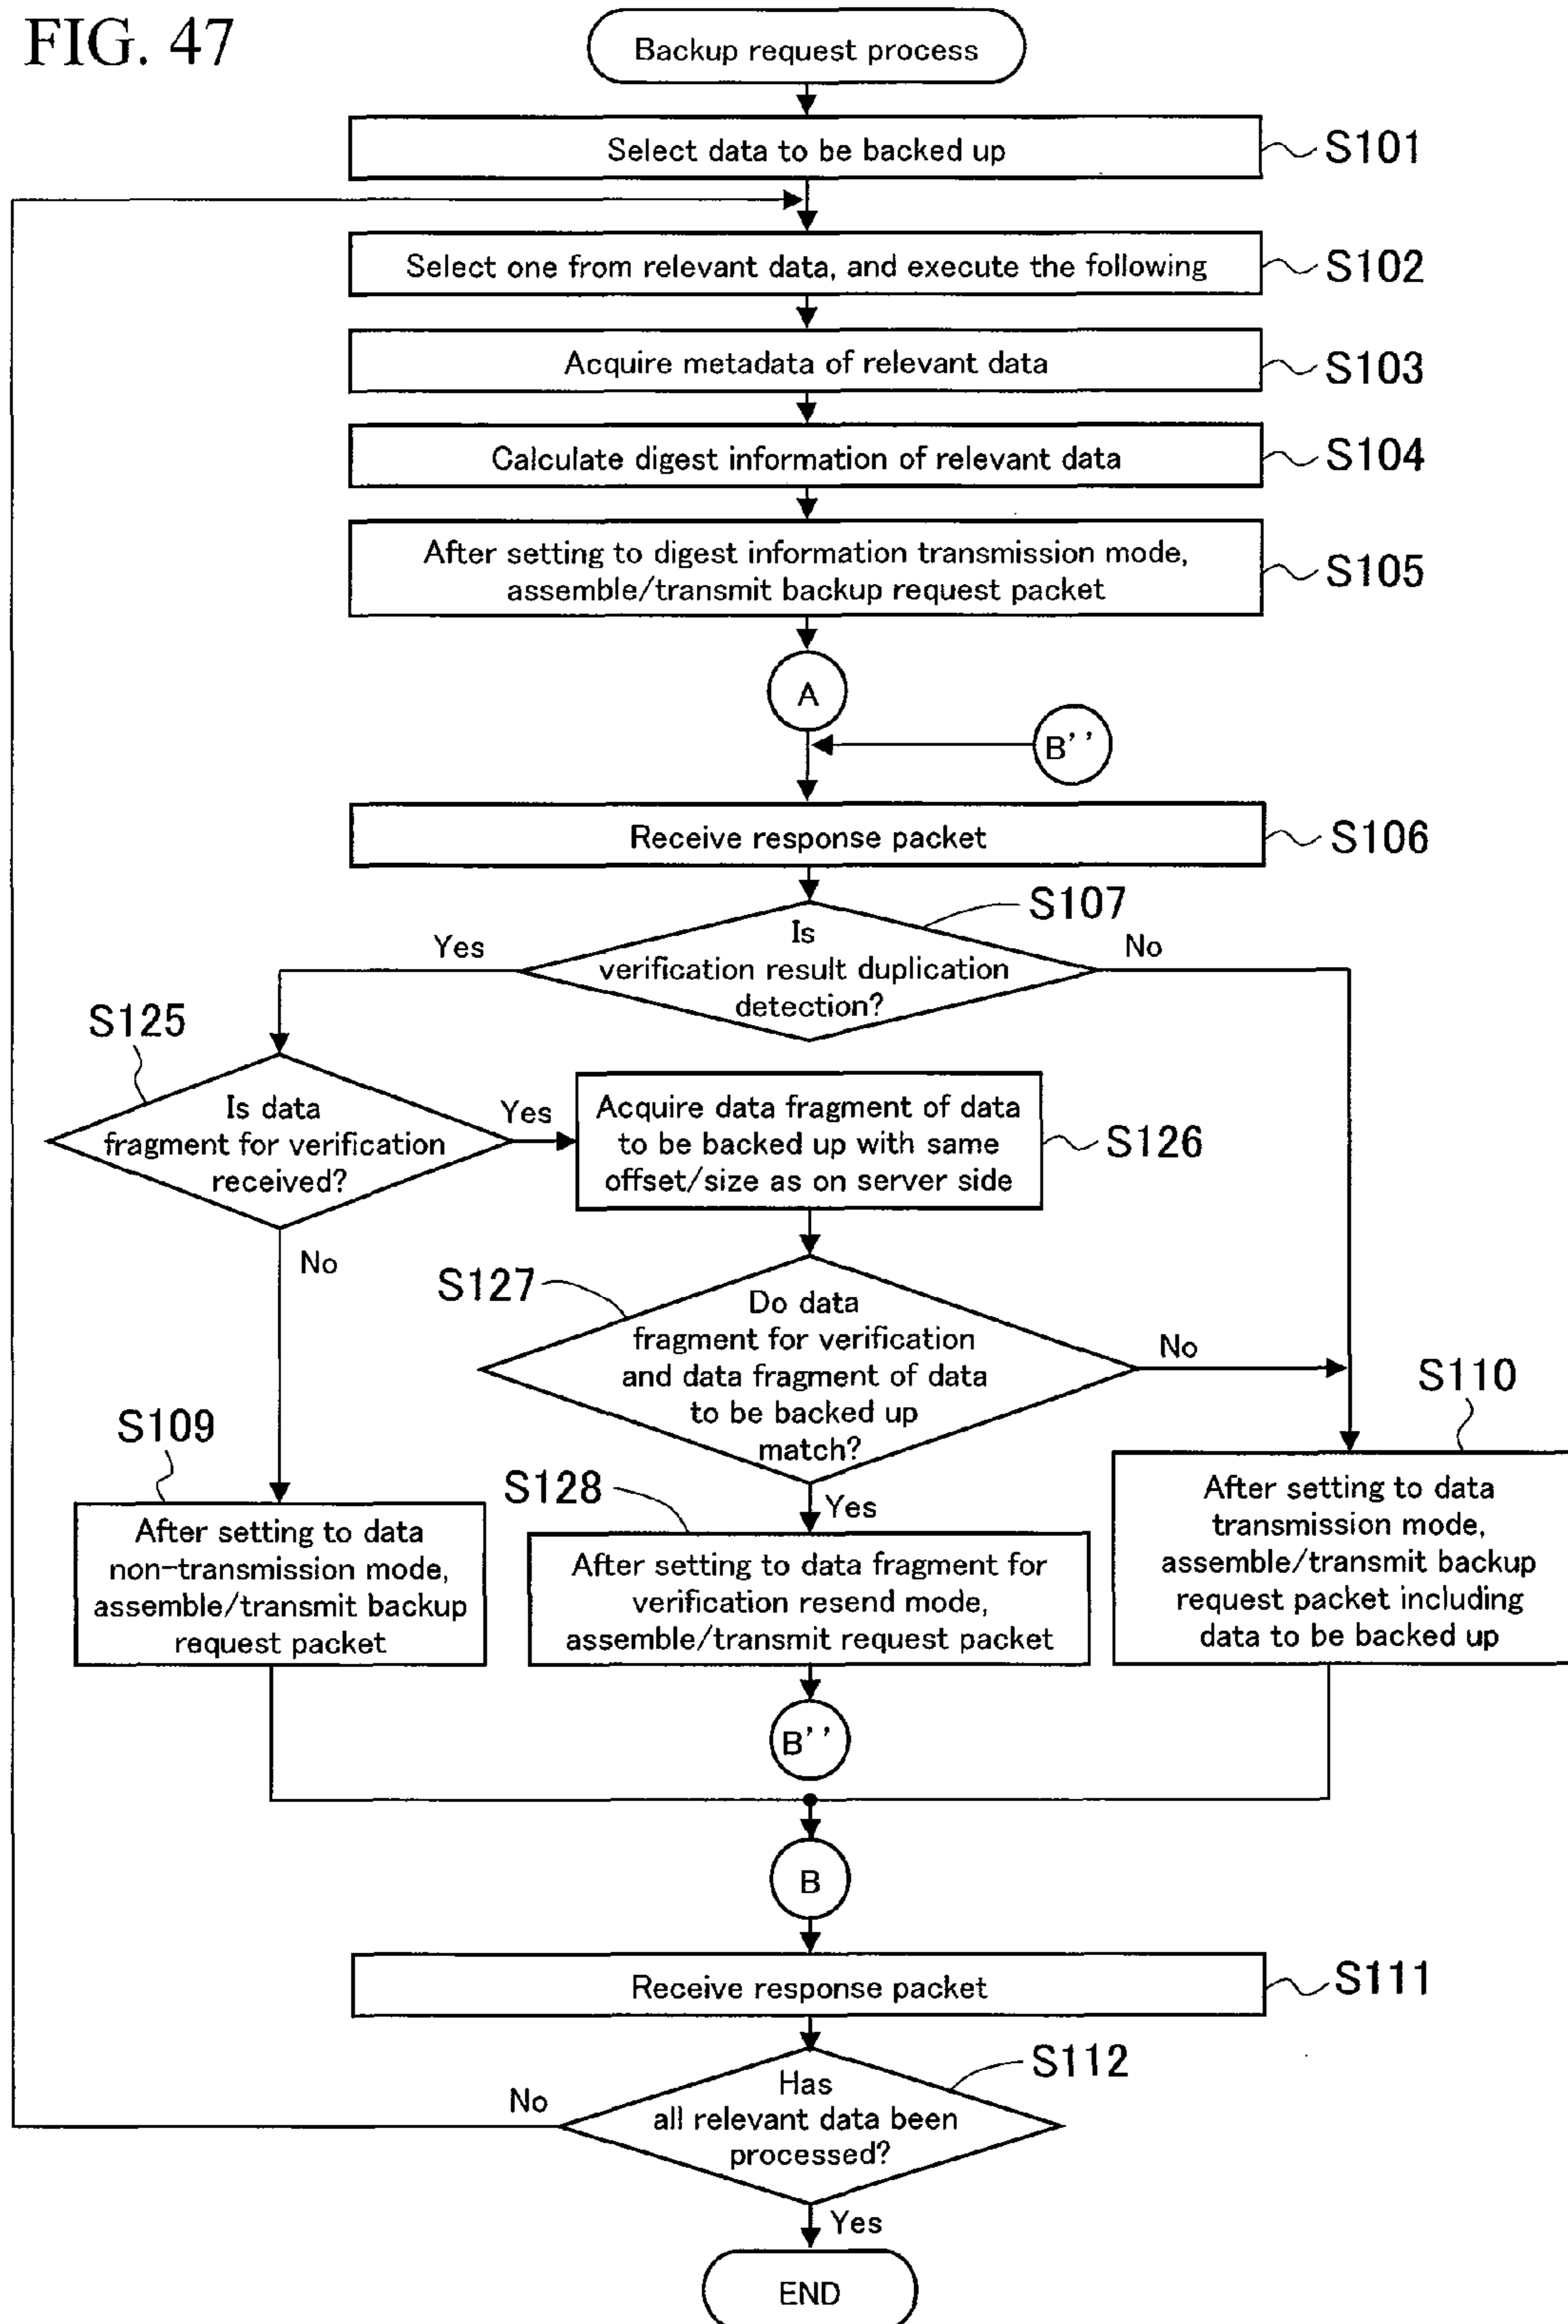 FIG. 47
Backup request process
Select data to be backed up
S101
Select one from relevant data, and execute the following
S102
Acquire metadata of relevant data
S103
Calculate digest information of relevant data
S104
After setting to digest information transmission mode,
assemble/transmit backup request packet
S105
A
B''
Receive response packet
S106
S107
Is
verification result duplication
detection?
Yes
No
S125
Is data
fragment for verification
received?
Yes
No
Acquire data fragment of data
to be backed up with same
offset/size as on server side
S126
S127
Do data
fragment for verification
and data fragment of data
to be backed up
match?
No
Yes
S109
After setting to data
non-transmission mode,
assemble/transmit backup
request packet
S128
After setting to data fragment for
verification resend mode,
assemble/transmit request packet
S110
After setting to data
transmission mode,
assemble/transmit backup
request packet including
data to be backed up
B''
B
Receive response packet
S111
S112
Has
all relevant data been
processed?
No
Yes
END